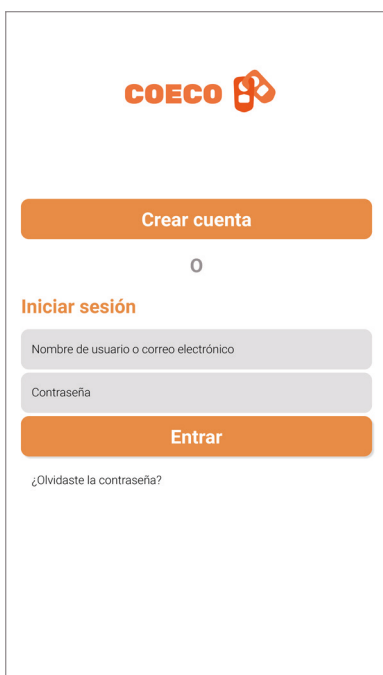 COECO
Crear cuenta
O
Iniciar sesión
Nombre de usuario o correo electrónico
Contraseña
Entrar
¿Olvidaste la contraseña?